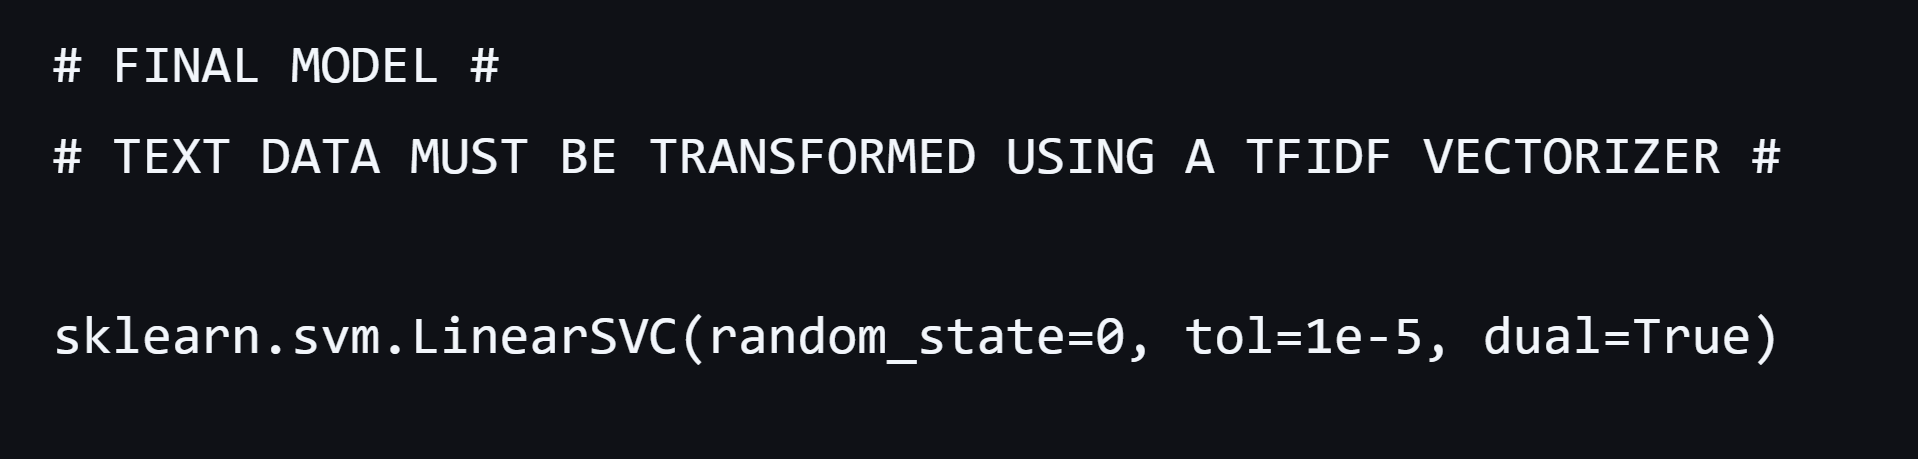 # FINAL MODEL #
# TEXT DATA MUST BE TRANSFORMED USING A TFIDF VECTORIZER #
sklearn.svm.LinearSVC(random_state=0, tol=1e-5, dual=True)